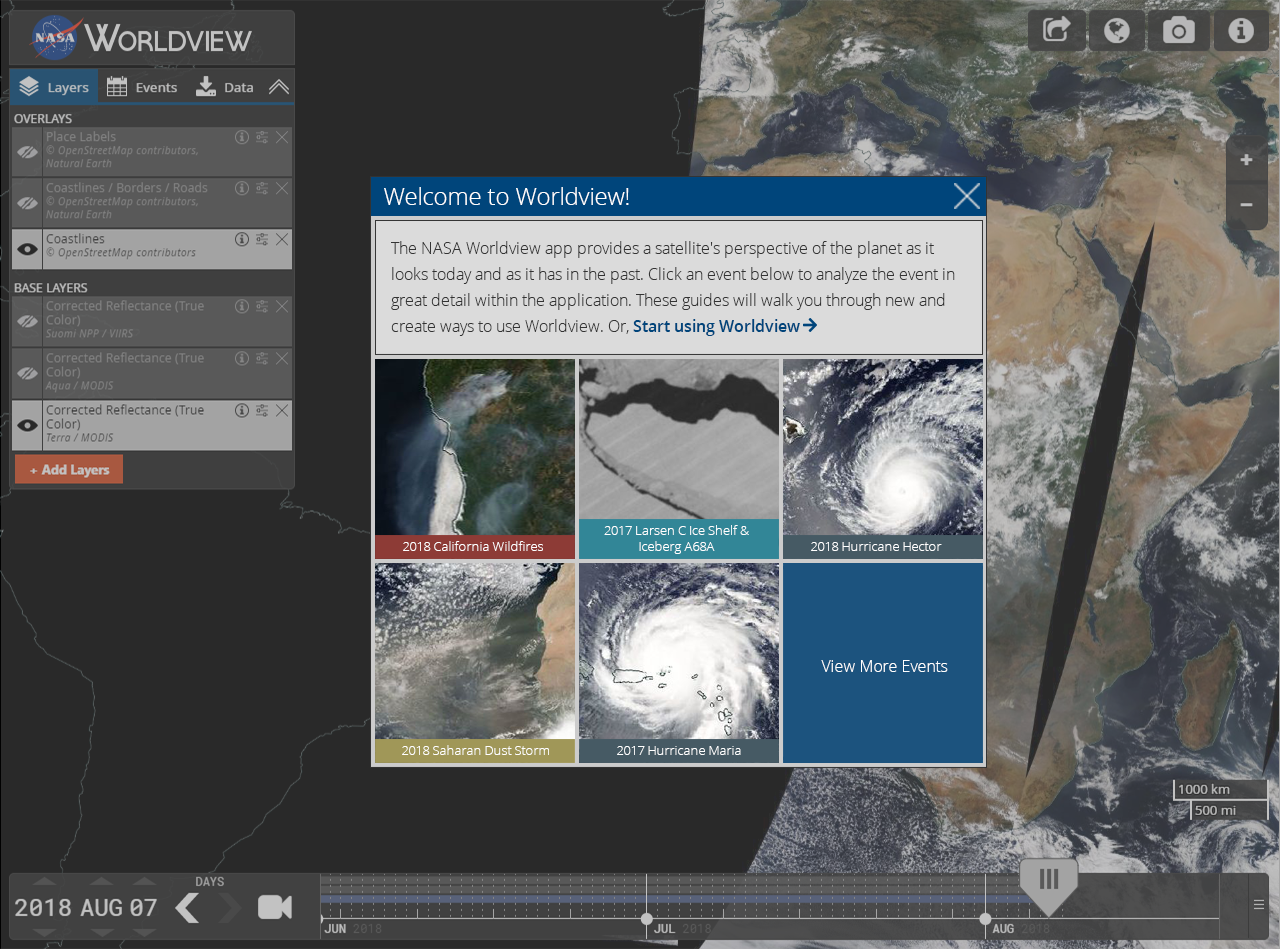 NASA WORLDVIEW
Layers Events Data
OVERLAYS
Place Labels
© OpenStreetMap contributors,
Natural Earth
Coastlines / Borders / Roads
© OpenStreetMap contributors,
Natural Earth
Coastlines
© OpenStreetMap contributors
BASE LAYERS
Corrected Reflectance (True
Color)
Suomi NPP / VIIRS
Corrected Reflectance (True
Color)
Aqua / MODIS
Corrected Reflectance (True
Color)
Terra / MODIS
+ Add Layers
Welcome to Worldview!
The NASA Worldview app provides a satellite's perspective of the planet as it
looks today and as it has in the past. Click an event below to analyze the event in
great detail within the application. These guides will walk you through new and
create ways to use Worldview. Or, Start using Worldview
2018 California Wildfires
2017 Larsen C Ice Shelf &
Iceberg A68A
2018 Hurricane Hector
2018 Saharan Dust Storm
2017 Hurricane Maria
View More Events
+
−
1000 km
500 mi
DAYS
2018 AUG 07
JUN 2018
JUL 2018
AUG 2018